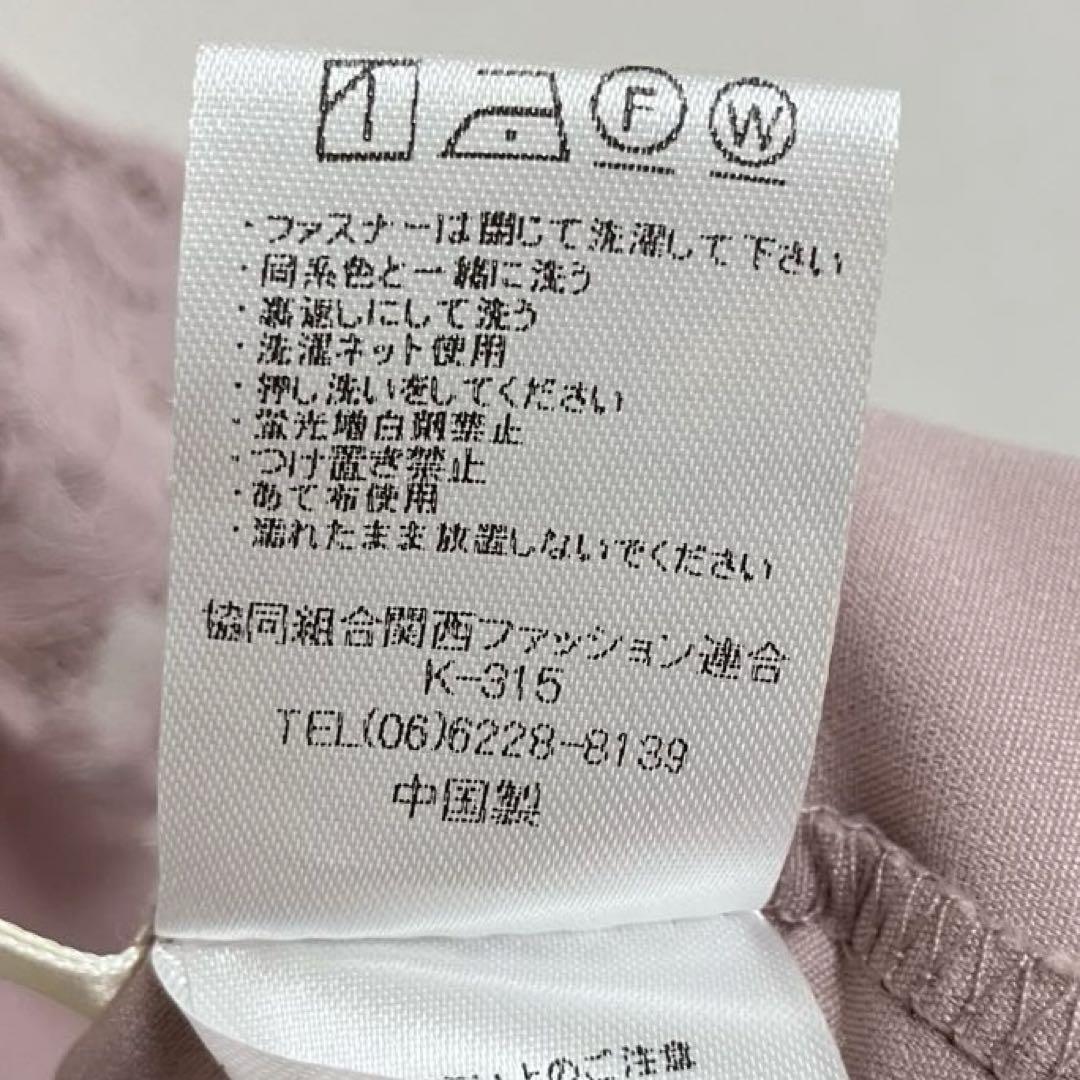 F W
・ファスナーは閉じて洗濯して下さい
・同系色と一緒に洗う
・裏返しにして洗う
・洗濯ネット使用
・押し洗いをしてください
・蛍光増白剤禁止
・つけ置き禁止
・あて布使用
・濡れたまま放置しないでください
協同組合関西ファッション連合
K-315
TEL(06)6228-8139
中国製
上のご注意